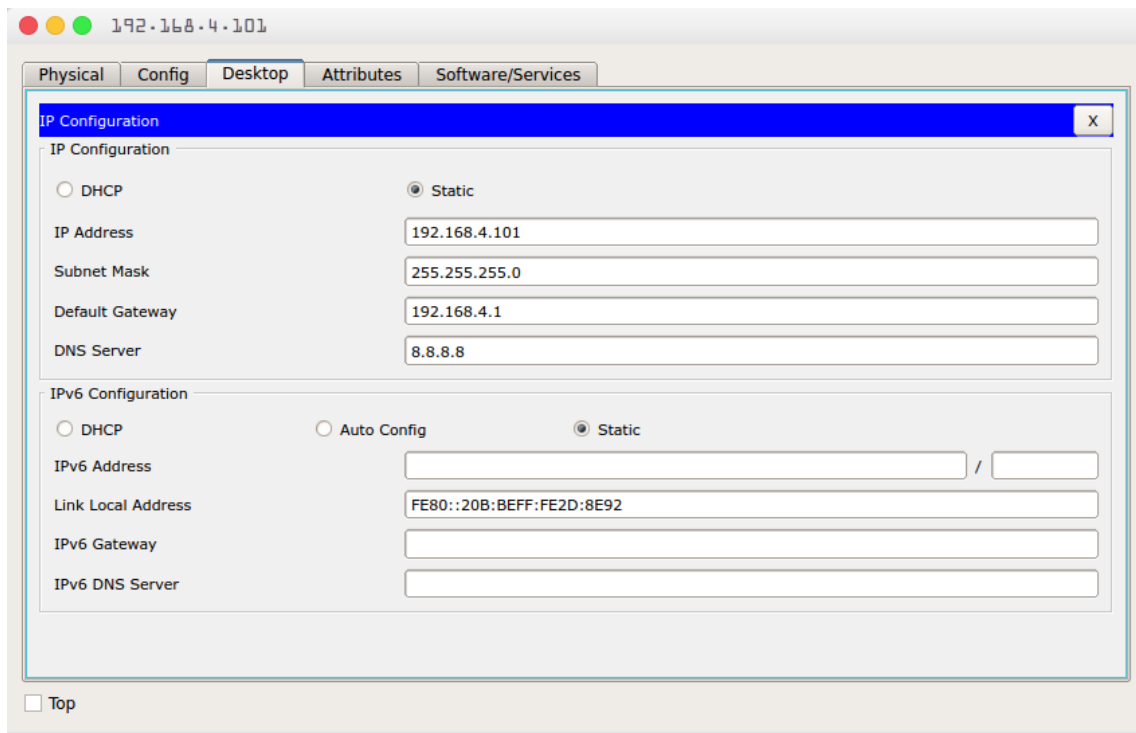 192.168.4.101
Physical Config Desktop Attributes Software/Services
IP Configuration X
IP Configuration
DHCP Static
IP Address 192.168.4.101
Subnet Mask 255.255.255.0
Default Gateway 192.168.4.1
DNS Server 8.8.8.8
IPv6 Configuration
DHCP Auto Config Static
IPv6 Address /
Link Local Address FE80::20B:BEFF:FE2D:8E92
IPv6 Gateway
IPv6 DNS Server
Top